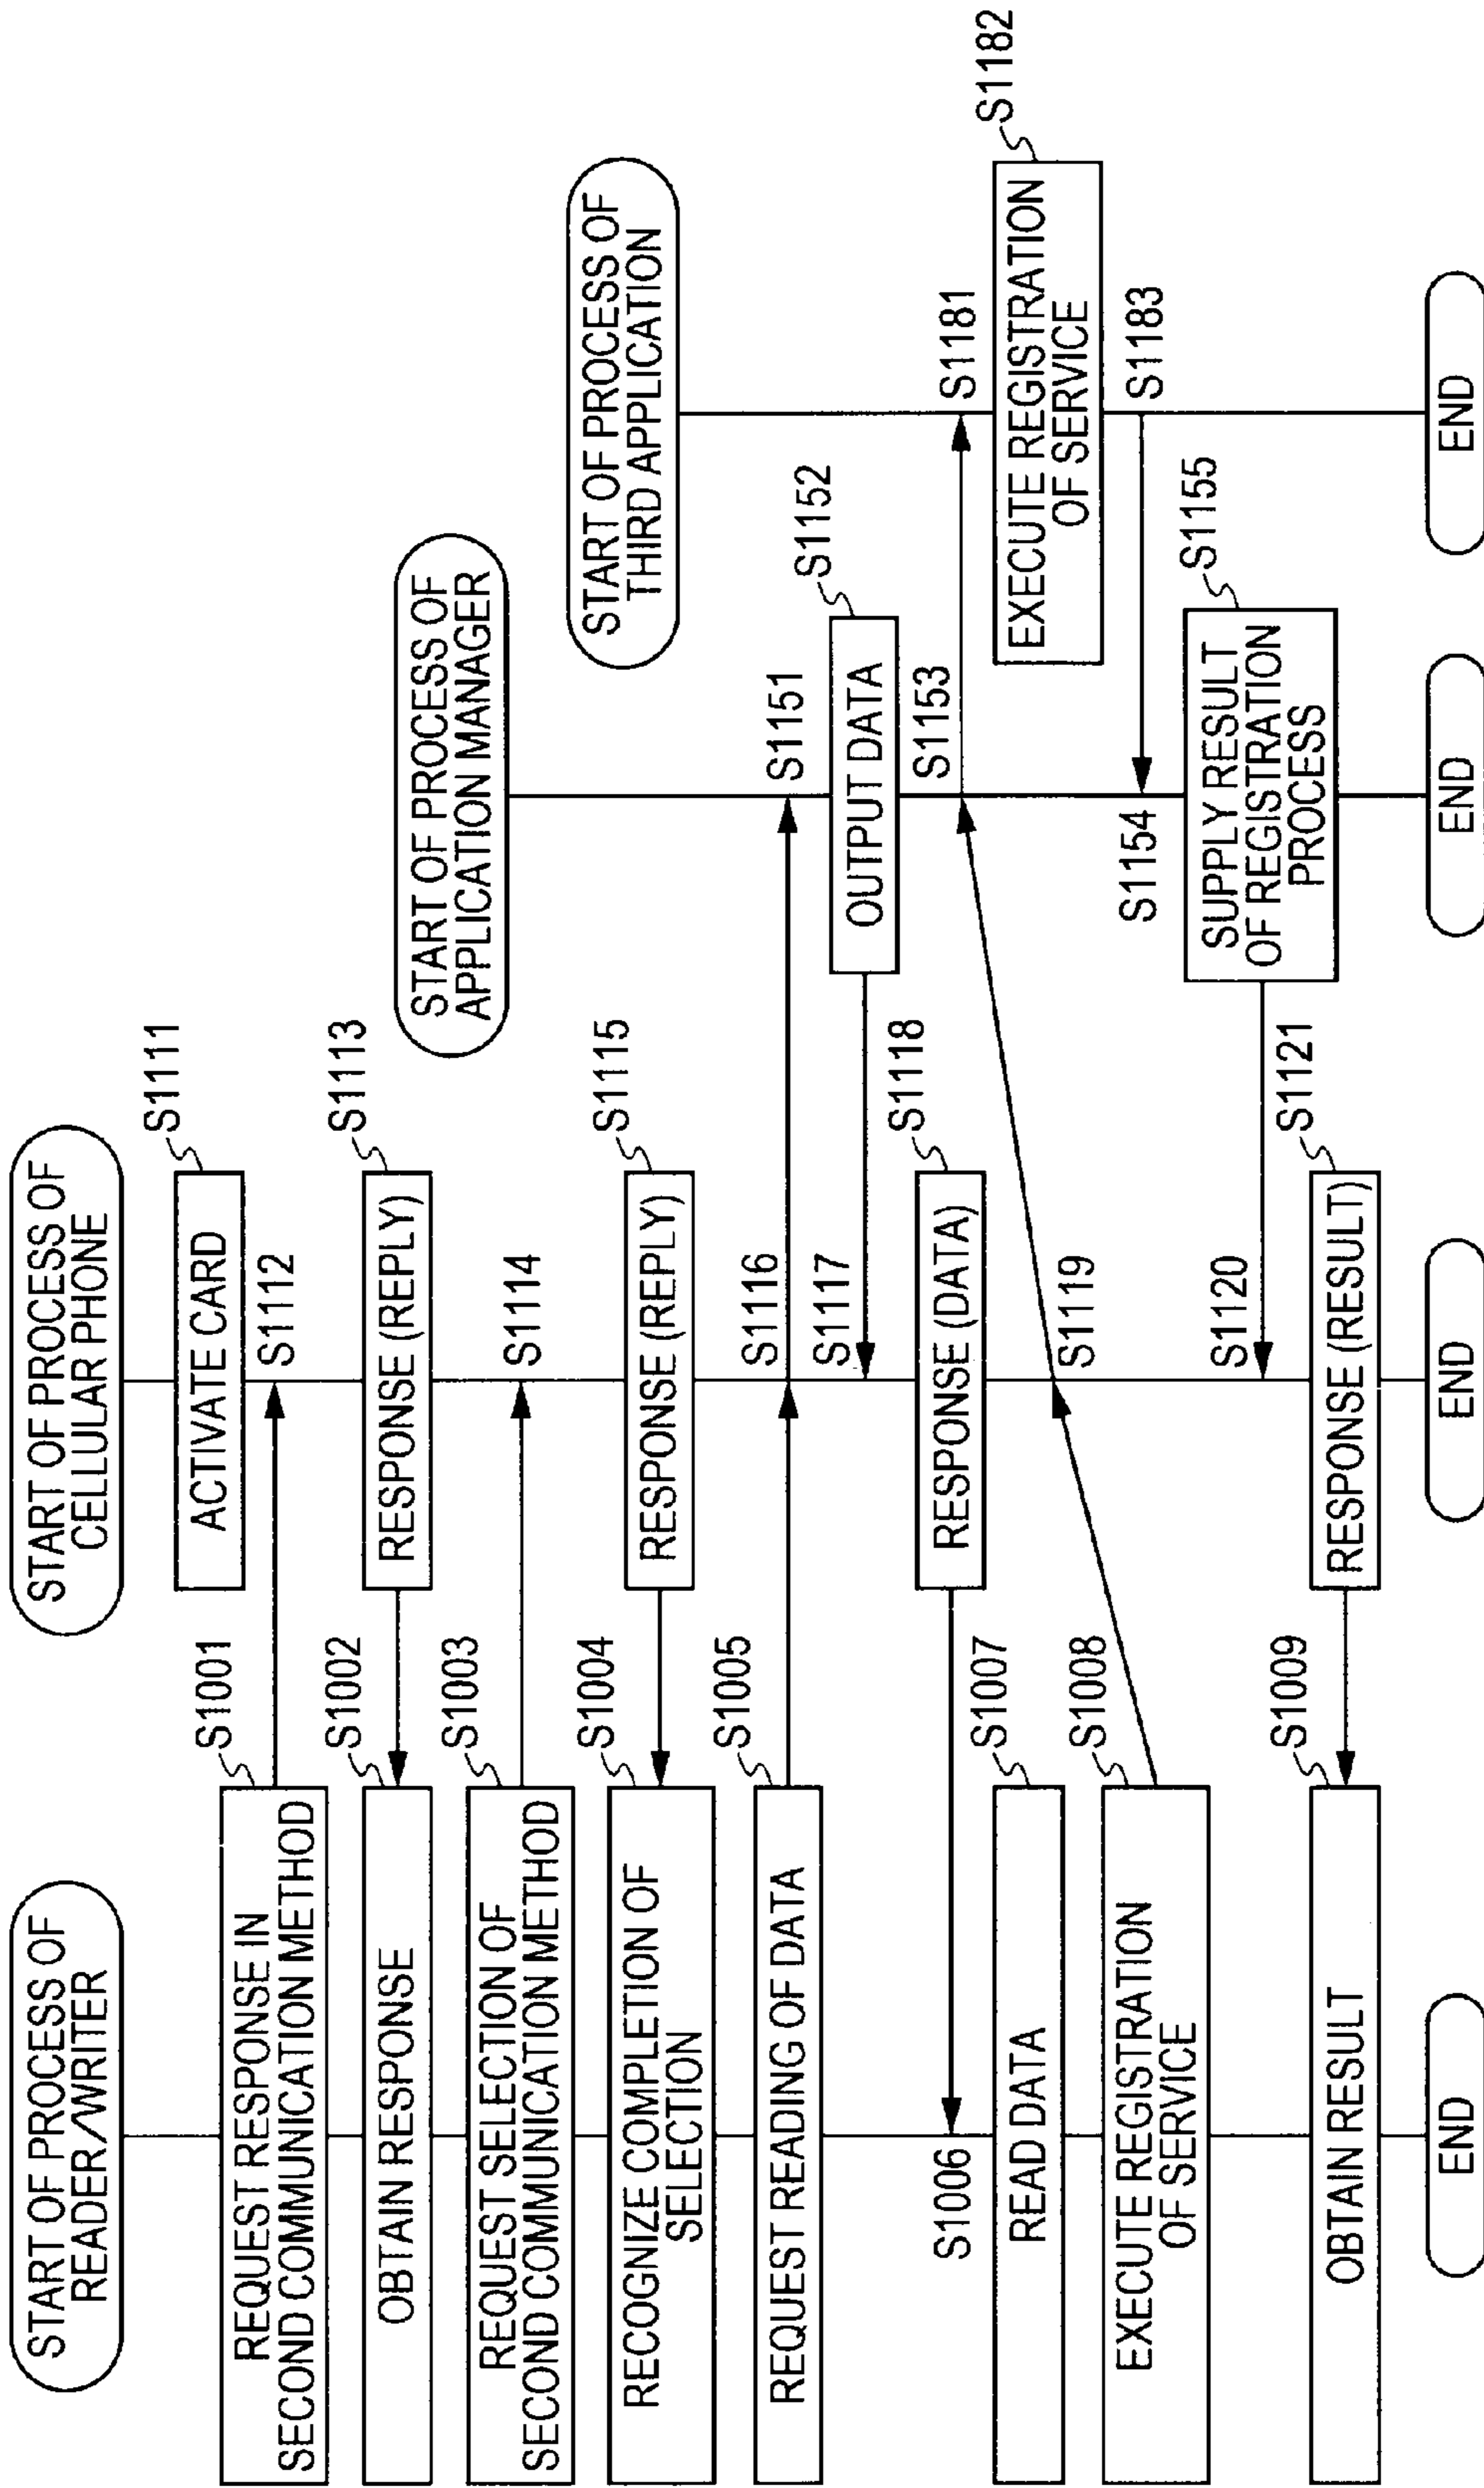 START OF PROCESS OF
READER/WRITER
REQUEST RESPONSE IN
SECOND COMMUNICATION METHOD
S1001
OBTAIN RESPONSE
S1002
REQUEST SELECTION OF
SECOND COMMUNICATION METHOD
S1003
RECOGNIZE COMPLETION OF
SELECTION
S1004
REQUEST READING OF DATA
S1005
S1006
READ DATA
S1007
EXECUTE REGISTRATION
OF SERVICE
S1008
OBTAIN RESULT
S1009
END
START OF PROCESS OF
CELLULAR PHONE
ACTIVATE CARD
S1111
S1112
RESPONSE (REPLY)
S1113
S1114
RESPONSE (REPLY)
S1115
S1116
S1117
RESPONSE (DATA)
S1118
S1119
S1120
RESPONSE (RESULT)
S1121
END
START OF PROCESS OF
APPLICATION MANAGER
S1151
OUTPUT DATA
S1152
S1153
S1154
SUPPLY RESULT
OF REGISTRATION
PROCESS
S1155
END
START OF PROCESS OF
THIRD APPLICATION
S1181
EXECUTE REGISTRATION
OF SERVICE
S1182
S1183
END